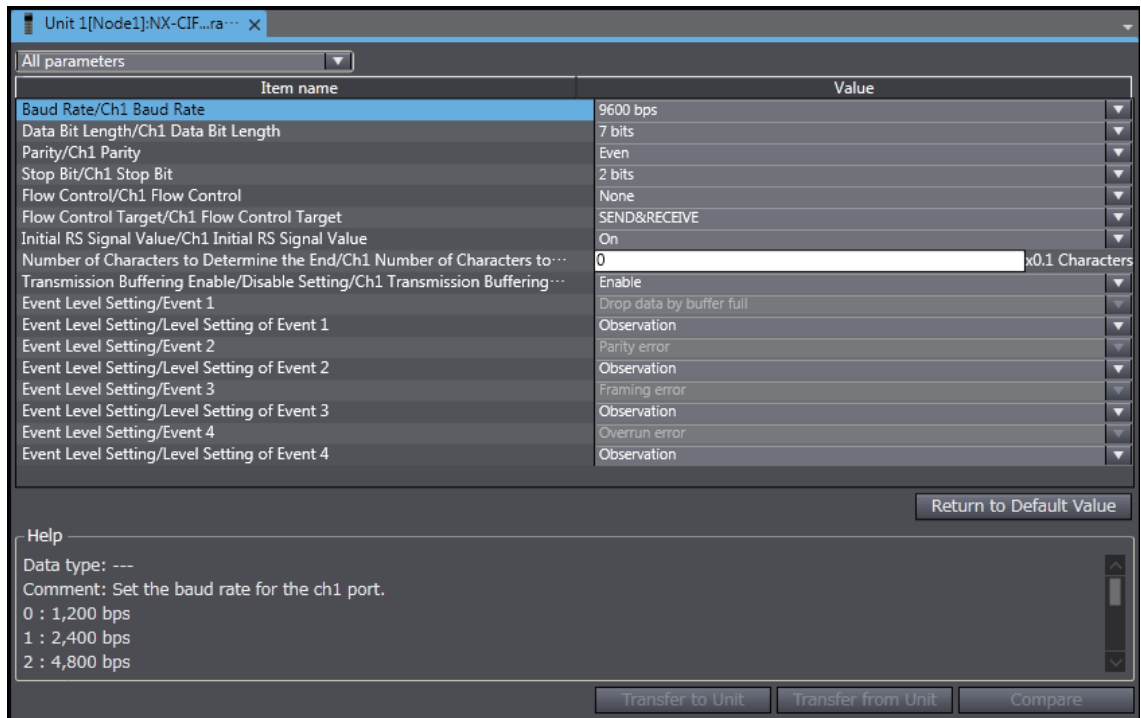 Unit 1[Node1]:NX-CIF...ra⋯ X
All parameters
Item name Value
Baud Rate/Ch1 Baud Rate 9600 bps
Data Bit Length/Ch1 Data Bit Length 7 bits
Parity/Ch1 Parity Even
Stop Bit/Ch1 Stop Bit 2 bits
Flow Control/Ch1 Flow Control None
Flow Control Target/Ch1 Flow Control Target SEND&RECEIVE
Initial RS Signal Value/Ch1 Initial RS Signal Value On
Number of Characters to Determine the End/Ch1 Number of Characters to⋯ 0 x0.1 Characters
Transmission Buffering Enable/Disable Setting/Ch1 Transmission Buffering⋯ Enable
Event Level Setting/Event 1 Drop data by buffer full
Event Level Setting/Level Setting of Event 1 Observation
Event Level Setting/Event 2 Parity error
Event Level Setting/Level Setting of Event 2 Observation
Event Level Setting/Event 3 Framing error
Event Level Setting/Level Setting of Event 3 Observation
Event Level Setting/Event 4 Overrun error
Event Level Setting/Level Setting of Event 4 Observation
Return to Default Value
Help
Data type: ---
Comment: Set the baud rate for the ch1 port.
0 : 1,200 bps
1 : 2,400 bps
2 : 4,800 bps
Transfer to Unit Transfer from Unit Compare